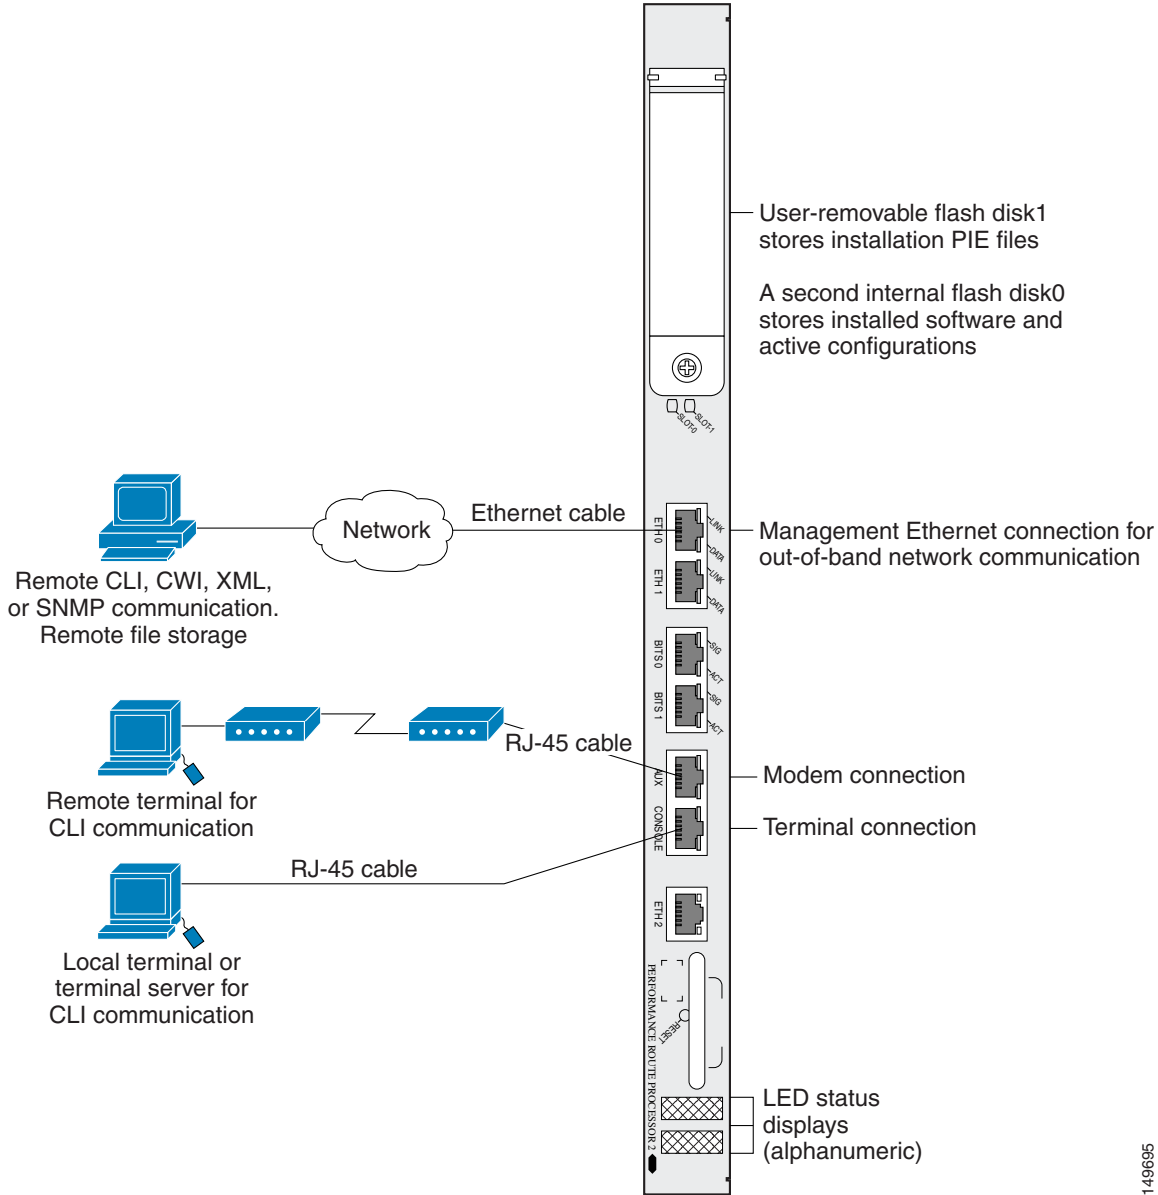 User-removable flash disk1
stores installation PIE files
A second internal flash disk0
stores installed software and
active configurations
SLOT-0
SLOT-1
Network
Ethernet cable
ETH 0
LINK
DATA
Management Ethernet connection for
out-of-band network communication
Remote CLI, CWI, XML,
or SNMP communication.
Remote file storage
ETH 1
LINK
DATA
BITS 0
SIG
ACT
BITS 1
SIG
ACT
RJ-45 cable
AUX
Modem connection
Remote terminal for
CLI communication
CONSOLE
Terminal connection
RJ-45 cable
ETH 2
Local terminal or
terminal server for
CLI communication
RESET
PERFORMANCE ROUTE PROCESSOR 2
LED status
displays
(alphanumeric)
149695